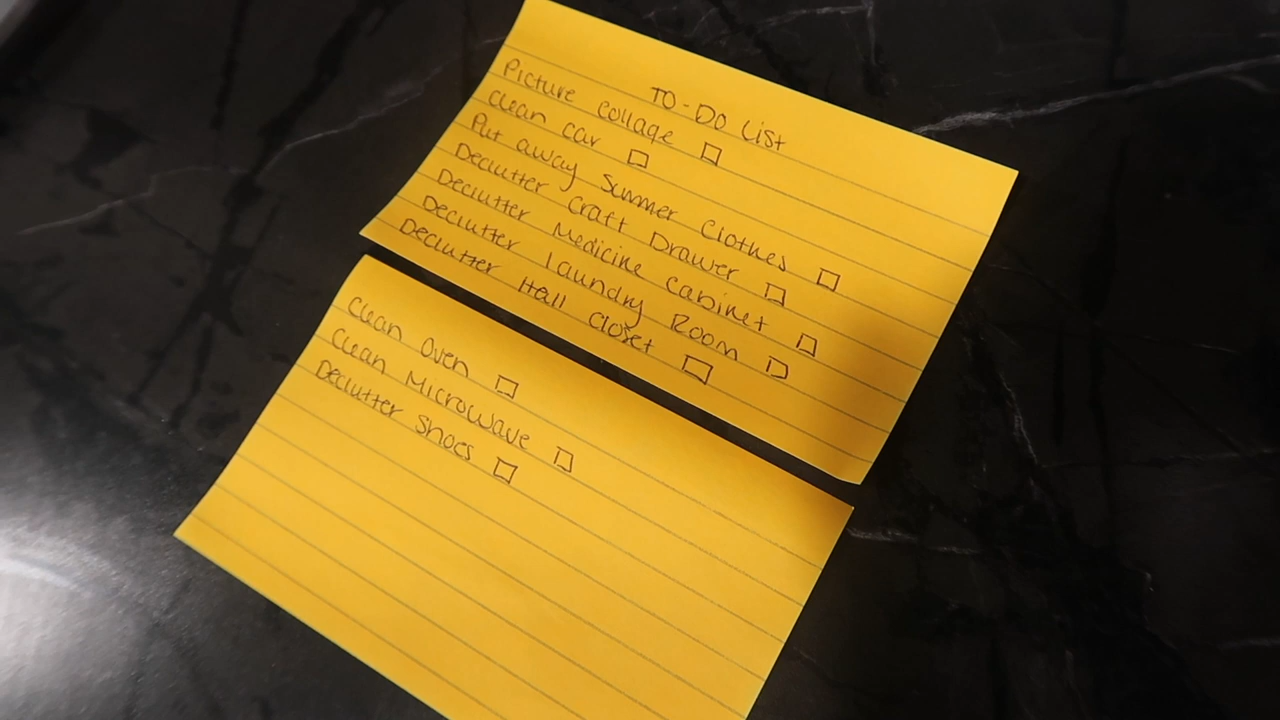 TO-DO List
Picture collage □
Clean car □
Put away Summer Clothes □
Declutter Craft Drawer □
Declutter Medicine Cabinet □
Declutter laundry Room □
Declutter Hall Closet □
Clean Oven □
Clean Microwave □
Declutter Shoes □